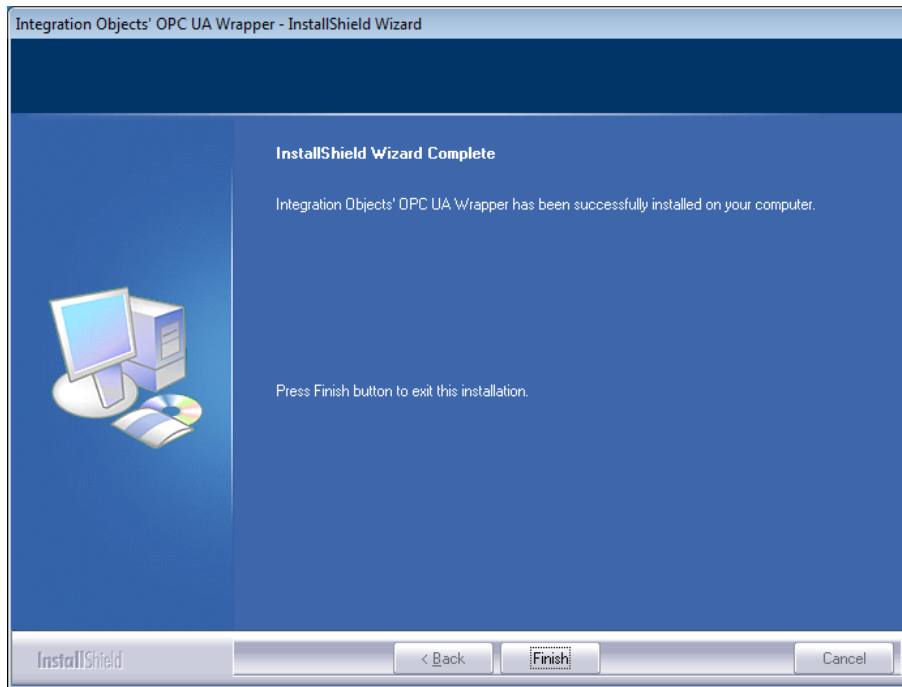 Integration Objects' OPC UA Wrapper - InstallShield Wizard
InstallShield Wizard Complete
Integration Objects' OPC UA Wrapper has been successfully installed on your computer.
Press Finish button to exit this installation.
InstallShield
< Back
Finish
Cancel